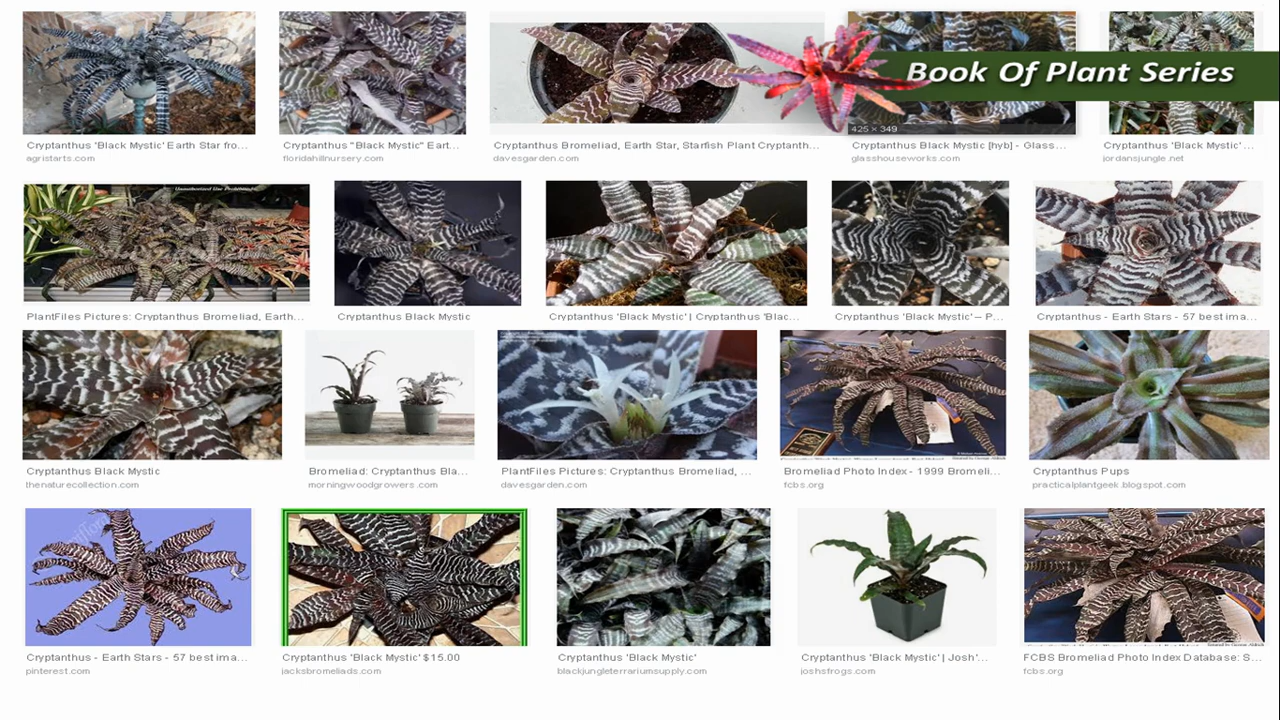 Book Of Plant Series
425 × 349
Cryptanthus 'Black Mystic' Earth Star fro...
agristarts.com
Cryptanthus "Black Mystic" Eart...
floridahillnursery.com
Cryptanthus Bromeliad, Earth Star, Starfish Plant Cryptanth...
davesgarden.com
Cryptanthus Black Mystic [hyb] - Glass...
glasshouseworks.com
Cryptanthus 'Black Mystic' ...
jordansjungle.net
Unauthorized Use Prohibited
PlantFiles Pictures: Cryptanthus Bromeliad, Earth...
Cryptanthus Black Mystic
Cryptanthus 'Black Mystic' | Cryptanthus 'Blac...
Cryptanthus 'Black Mystic' – P...
Cryptanthus - Earth Stars - 57 best ima...
Cryptanthus Black Mystic
thenaturecollection.com
Bromeliad: Cryptanthus Bla...
morningwoodgrowers.com
PlantFiles Pictures: Cryptanthus Bromeliad, ...
davesgarden.com
Bromeliad Photo Index - 1999 Bromeli...
fcbs.org
Cryptanthus Pups
practicalplantgeek.blogspot.com
Cryptanthus - Earth Stars - 57 best ima...
pinterest.com
Cryptanthus 'Black Mystic' $15.00
jacksbromeliads.com
Cryptanthus 'Black Mystic'
blackjungleterrariumsupply.com
Cryptanthus 'Black Mystic' | Josh'...
joshsfrogs.com
FCBS Bromeliad Photo Index Database: S...
fcbs.org